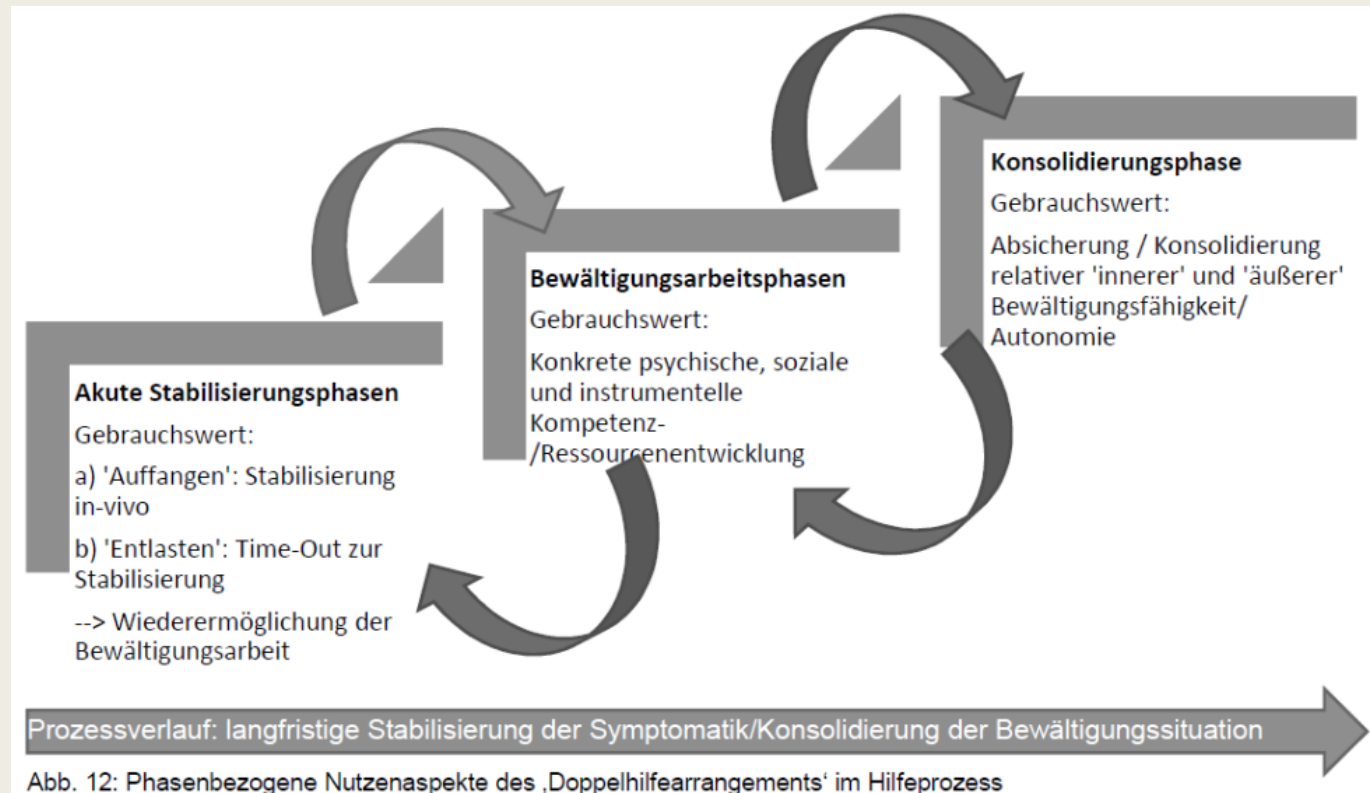 Akute Stabilisierungsphasen
Gebrauchswert:
a) 'Auffangen': Stabilisierung
in-vivo
b) 'Entlasten': Time-Out zur
Stabilisierung
--> Wiederermöglichung der
Bewältigungsarbeit
Bewältigungsarbeitsphasen
Gebrauchswert:
Konkrete psychische, soziale
und instrumentelle
Kompetenz-
/Ressourcenentwicklung
Konsolidierungsphase
Gebrauchswert:
Absicherung / Konsolidierung
relativer 'innerer' und 'äußerer'
Bewältigungsfähigkeit/
Autonomie
Prozessverlauf: langfristige Stabilisierung der Symptomatik/Konsolidierung der Bewältigungssituation
Abb. 12: Phasenbezogene Nutzenaspekte des ‚Doppelhilfearrangements‘ im Hilfeprozess